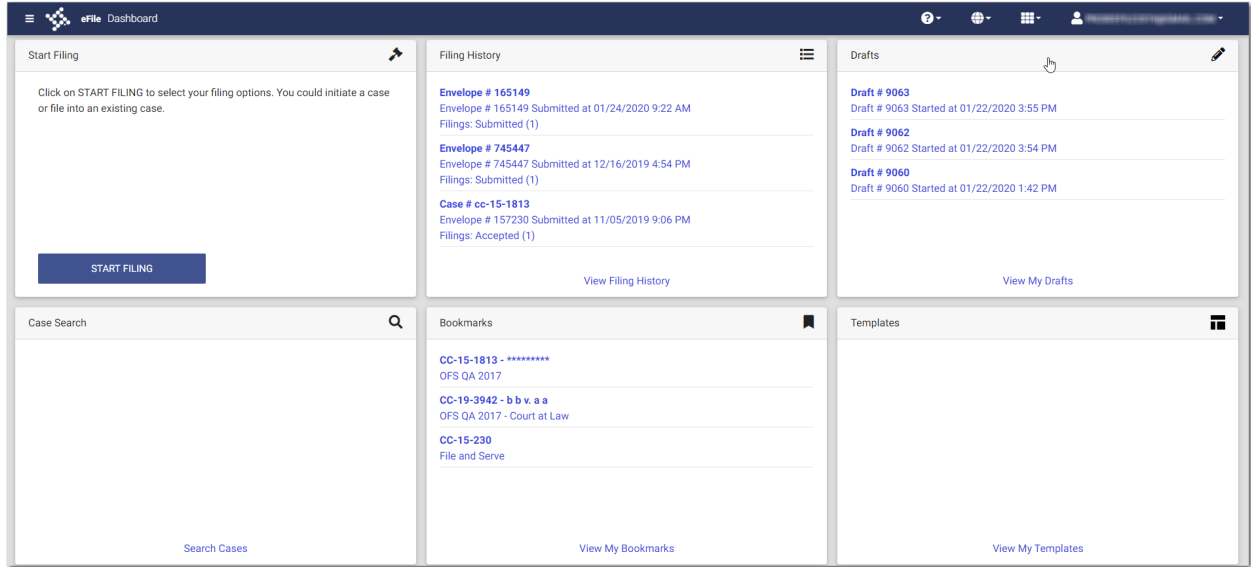 eFile Dashboard
Start Filing
Click on START FILING to select your filing options. You could initiate a case
or file into an existing case.
START FILING
Filing History
Envelope # 165149
Envelope # 165149 Submitted at 01/24/2020 9:22 AM
Filings: Submitted (1)
Envelope # 745447
Envelope # 745447 Submitted at 12/16/2019 4:54 PM
Filings: Submitted (1)
Case # cc-15-1813
Envelope # 157230 Submitted at 11/05/2019 9:06 PM
Filings: Accepted (1)
View Filing History
Drafts
Draft # 9063
Draft # 9063 Started at 01/22/2020 3:55 PM
Draft # 9062
Draft # 9062 Started at 01/22/2020 3:54 PM
Draft # 9060
Draft # 9060 Started at 01/22/2020 1:42 PM
View My Drafts
Case Search
Search Cases
Bookmarks
CC-15-1813 - *********
OFS QA 2017
CC-19-3942 - b b v. a a
OFS QA 2017 - Court at Law
CC-15-230
File and Serve
View My Bookmarks
Templates
View My Templates